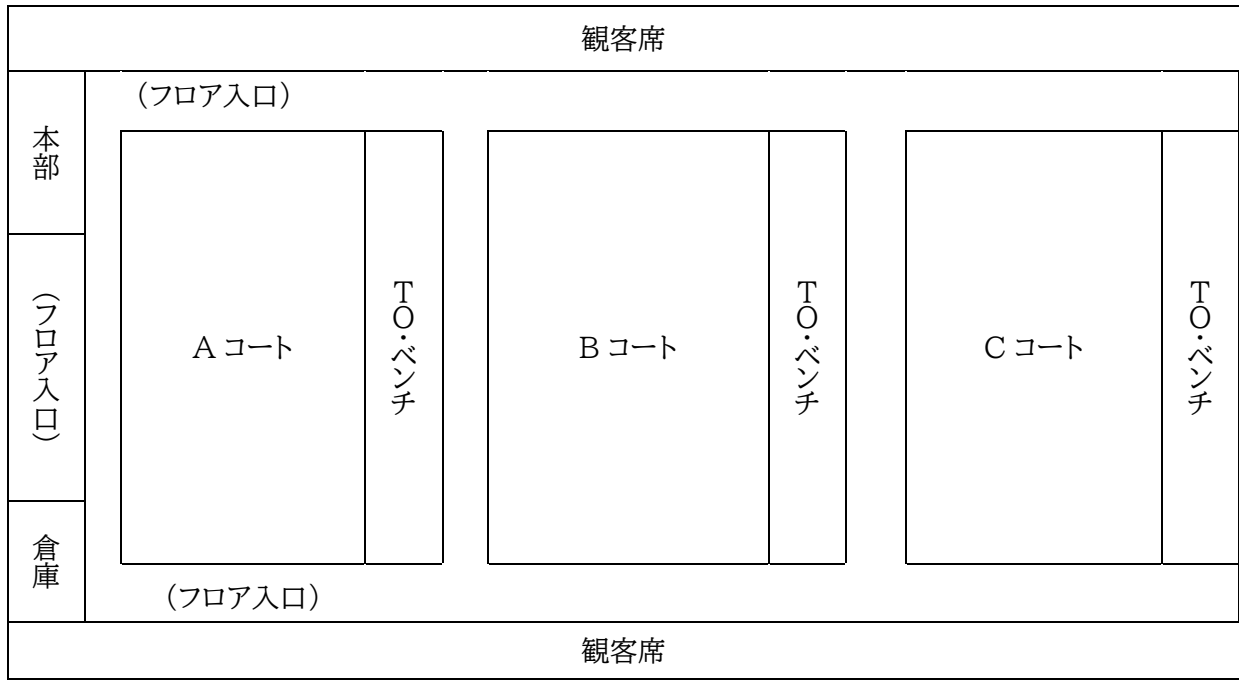 観客席
(フロア入口)
本部
(フロア入口)
倉庫
Aコート
TO・ベンチ
Bコート
TO・ベンチ
Cコート
TO・ベンチ
(フロア入口)
観客席